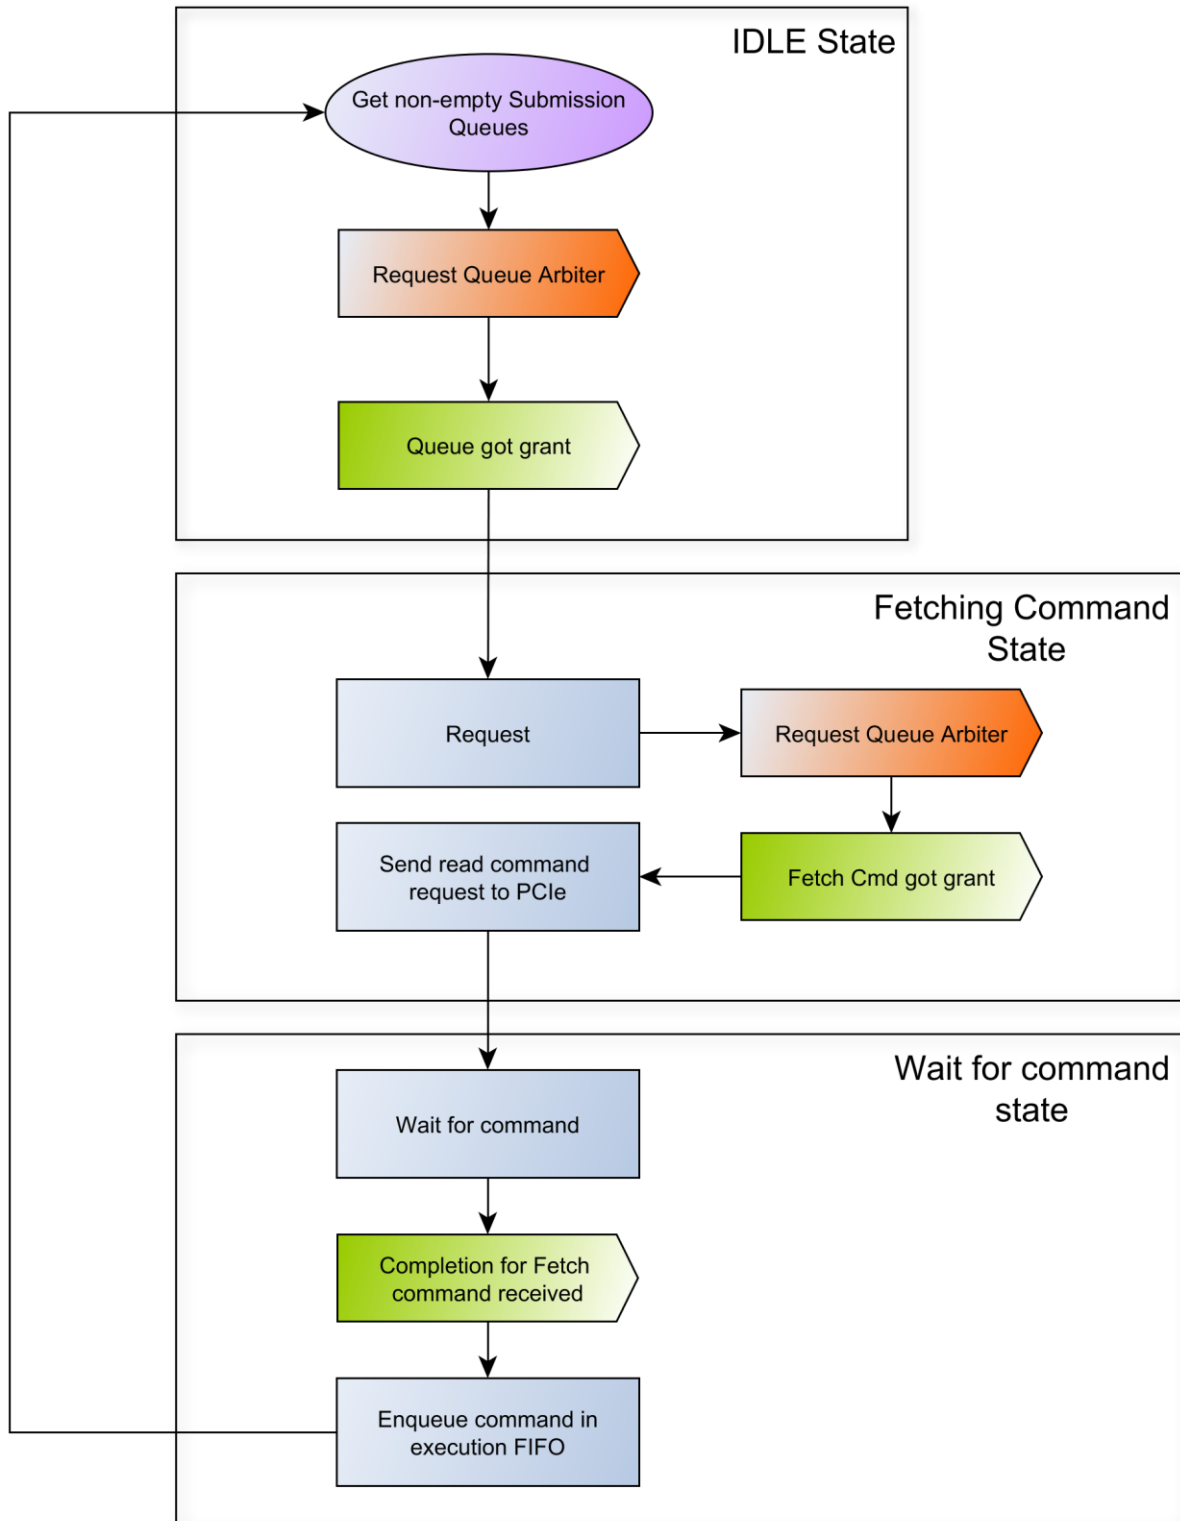 IDLE State
Get non-empty Submission
Queues
Request Queue Arbiter
Queue got grant
Fetching Command
State
Request
Request Queue Arbiter
Send read command
request to PCIe
Fetch Cmd got grant
Wait for command
state
Wait for command
Completion for Fetch
command received
Enqueue command in
execution FIFO